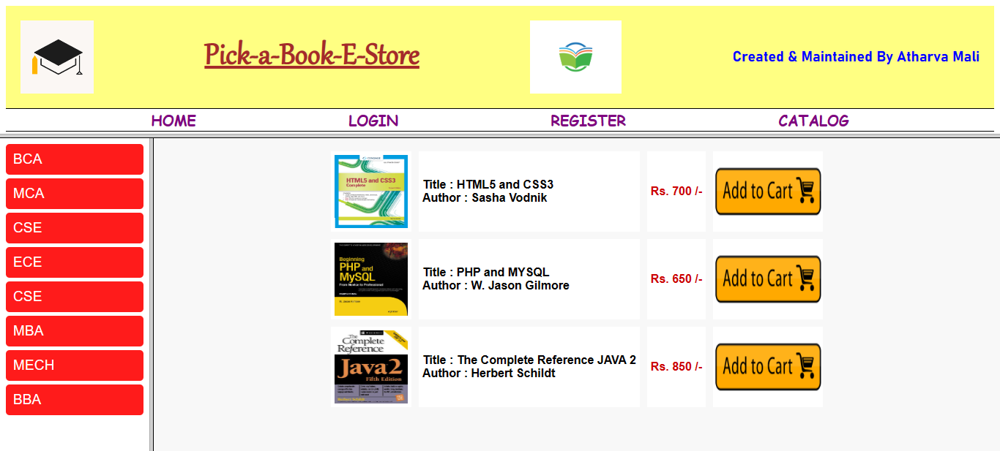 Pick-a-Book-E-Store
Created & Maintained By Atharva Mali
HOME LOGIN REGISTER CATALOG
BCA
MCA
CSE
ECE
CSE
MBA
MECH
BBA
HTML5 and CSS3
Complete
Title : HTML5 and CSS3
Author : Sasha Vodnik
Rs. 700 /-
Add to Cart
Beginning
PHP and
MySQL
From Novice to Professional
Title : PHP and MYSQL
Author : W. Jason Gilmore
Rs. 650 /-
Add to Cart
The
Complete
Reference
Java 2
Fifth Edition
Title : The Complete Reference JAVA 2
Author : Herbert Schildt
Rs. 850 /-
Add to Cart